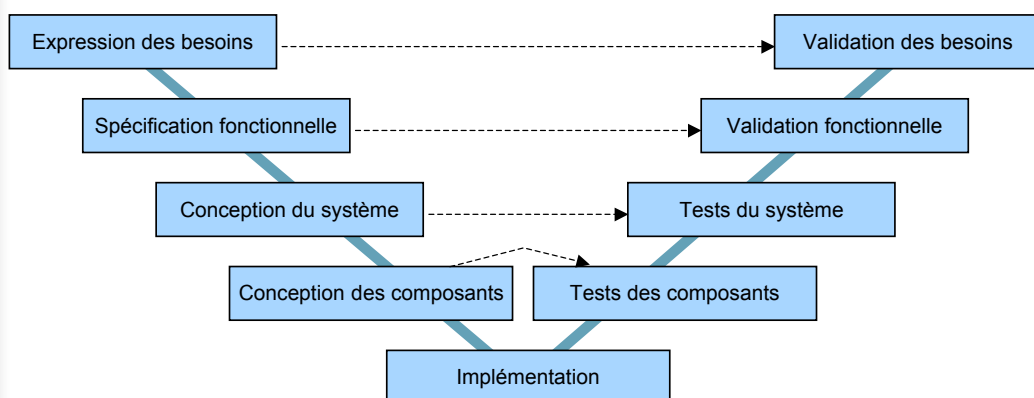 Expression des besoins
Validation des besoins
Spécification fonctionnelle
Validation fonctionnelle
Conception du système
Tests du système
Conception des composants
Tests des composants
Implémentation